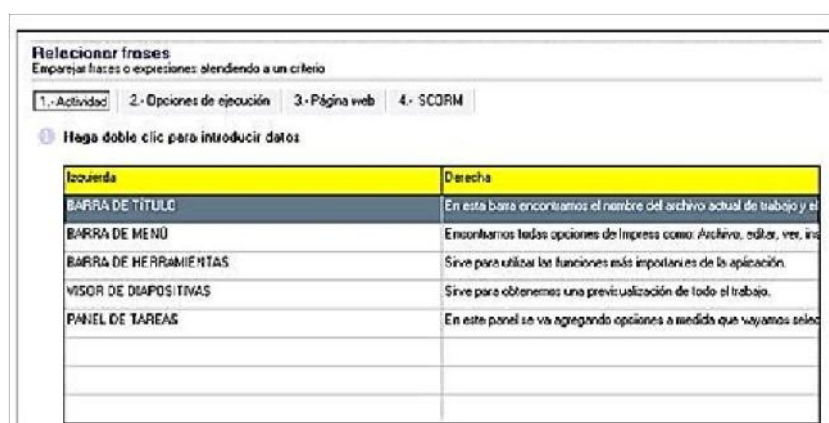 Relacionar frases
Emparejar frases o expresiones atendiendo a un criterio
1.-Actividad 2.- Opciones de ejecución 3.- Página web 4.- SCORM
Haga doble clic para introducir datos
Izquierda Derecha
BARRA DE TÍTULO En esta barra encontramos el nombre del archivo actual de trabajo y el
BARRA DE MENÚ Encontramos todas opciones de Impress como: Archivo, editar, ver, ins
BARRA DE HERRAMIENTAS Sirve para utilizar las funciones más importantes de la aplicación.
VISOR DE DIAPOSITIVAS Sirve para obtenemos una previsualización de todo el trabajo.
PANEL DE TAREAS En este panel se va agregando opciones a medida que vayamos selec